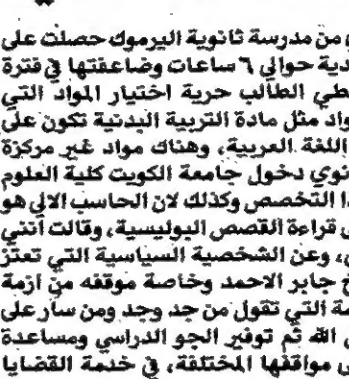 من مدرسة ثانوية اليرموك حصلت على
دية حوالي ٦ ساعات وضاعفتها في فترة
طي الطالب حرية اختيار المواد التي
واد مثل مادة التربية البدنية تكون على
اللغة العربية، وهناك مواد غير مركزة
نوي دخول جامعة الكويت كلية العلوم
ذا التخصص وكذلك لان الحاسب الالي هو
ى قراءة القصص البوليسية، وقالت أنني
ن، وعن الشخصية السياسية التي تعتز
خ جابر الاحمد وخاصة موقفه من أزمة
مة التي تقول من جد وجد ومن سار على
ى الله ثم توفير الجو الدراسي ومساعدة
ى مواقفها المختلفة، في خدمة القضايا